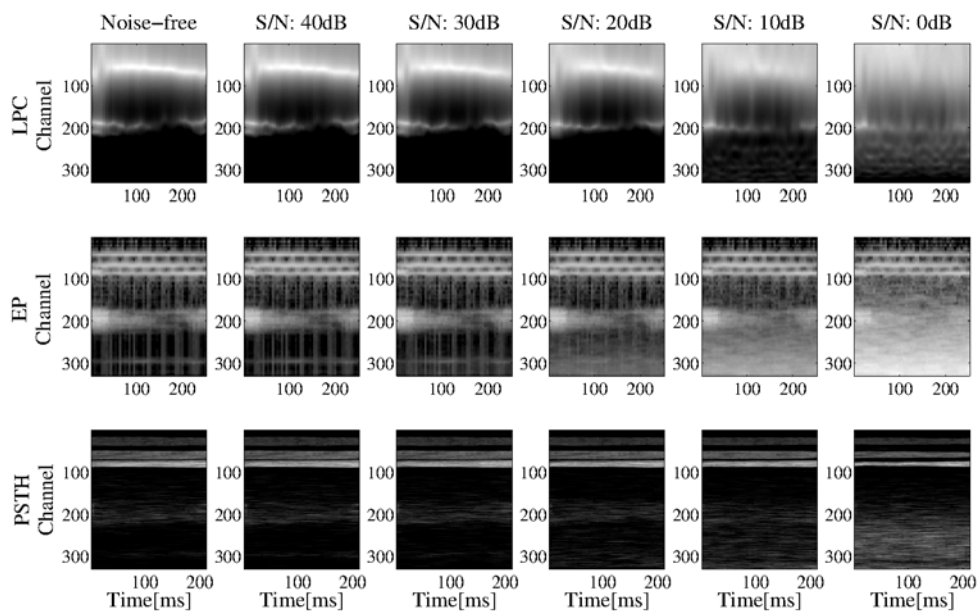 Noise-free S/N: 40dB S/N: 30dB S/N: 20dB S/N: 10dB S/N: 0dB
LPC
Channel
100 100 100 100 100 100
200 200 200 200 200 200
300 300 300 300 300 300
100 200 100 200 100 200 100 200 100 200 100 200
EP
Channel
100 100 100 100 100 100
200 200 200 200 200 200
300 300 300 300 300 300
100 200 100 200 100 200 100 200 100 200 100 200
PSTH
Channel
100 100 100 100 100 100
200 200 200 200 200 200
300 300 300 300 300 300
100 200 100 200 100 200 100 200 100 200 100 200
Time[ms] Time[ms] Time[ms] Time[ms] Time[ms] Time[ms]